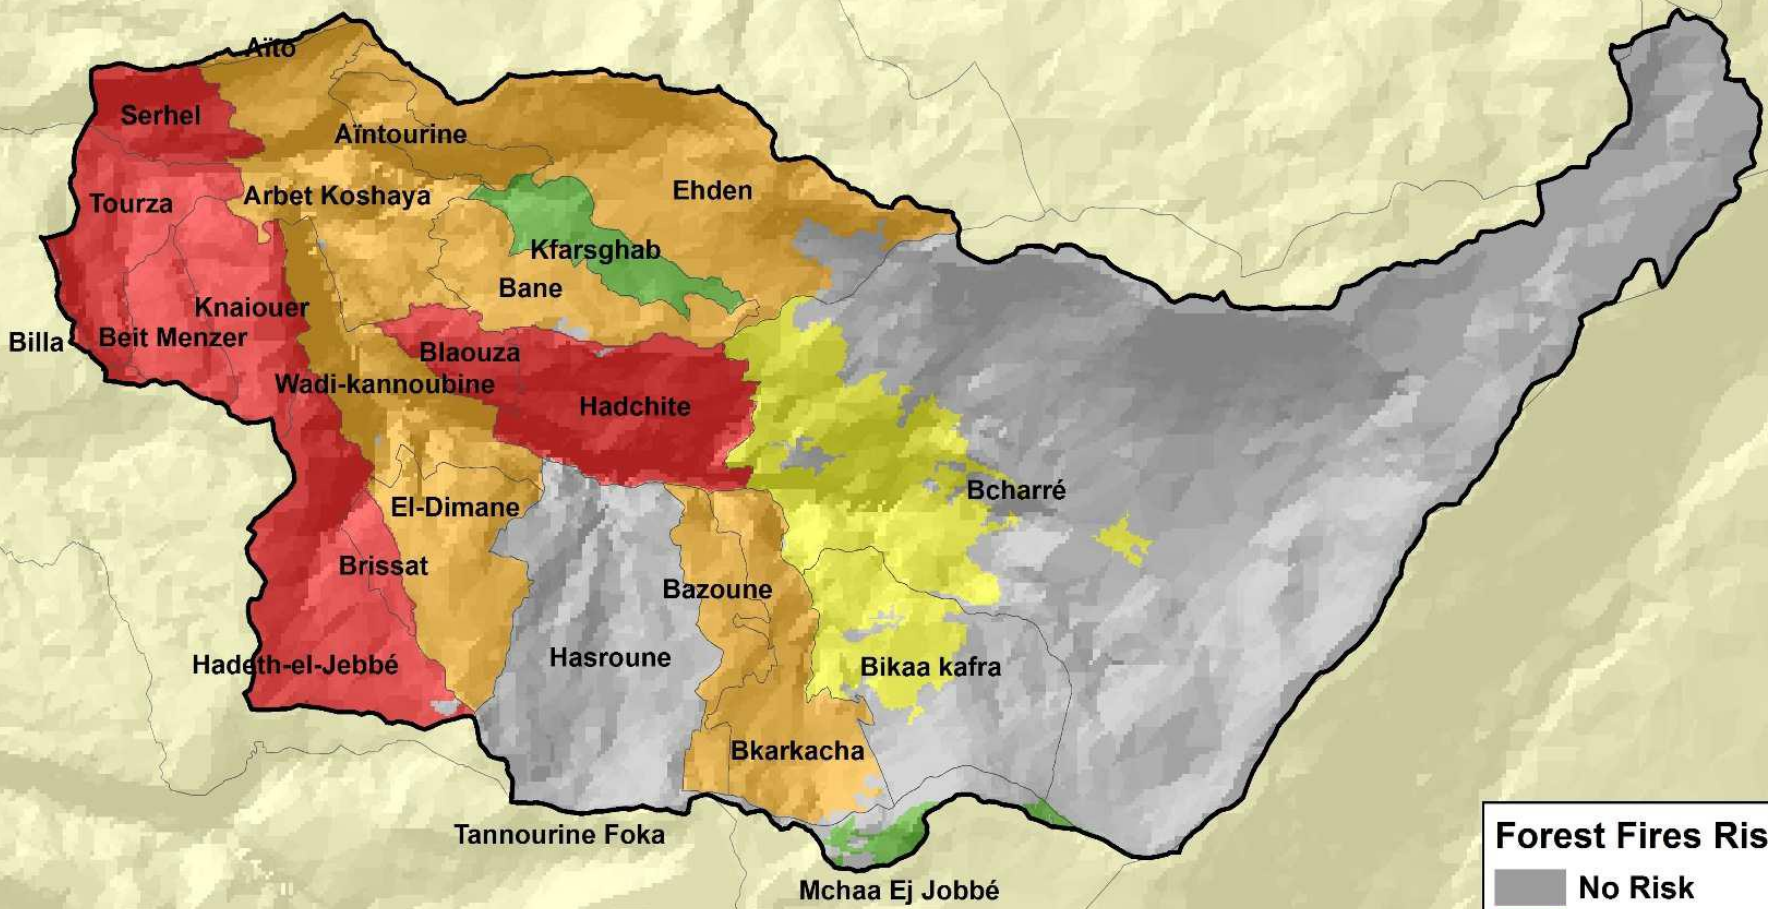 Aïto
Serhel
Aïntourine
Ehden
Arbet Koshaya
Tourza
Kfarsghab
Bane
Knaiouer
Billa
Beit Menzer
Blaouza
Wadi-kannoubine
Hadchite
Bcharré
El-Dimane
Brissat
Bazoune
Hasroune
Hadeth-el-Jebbé
Bikaa kafra
Bkarkacha
Tannourine Foka
Mchaa Ej Jobbé
Forest Fires Ris
No Risk